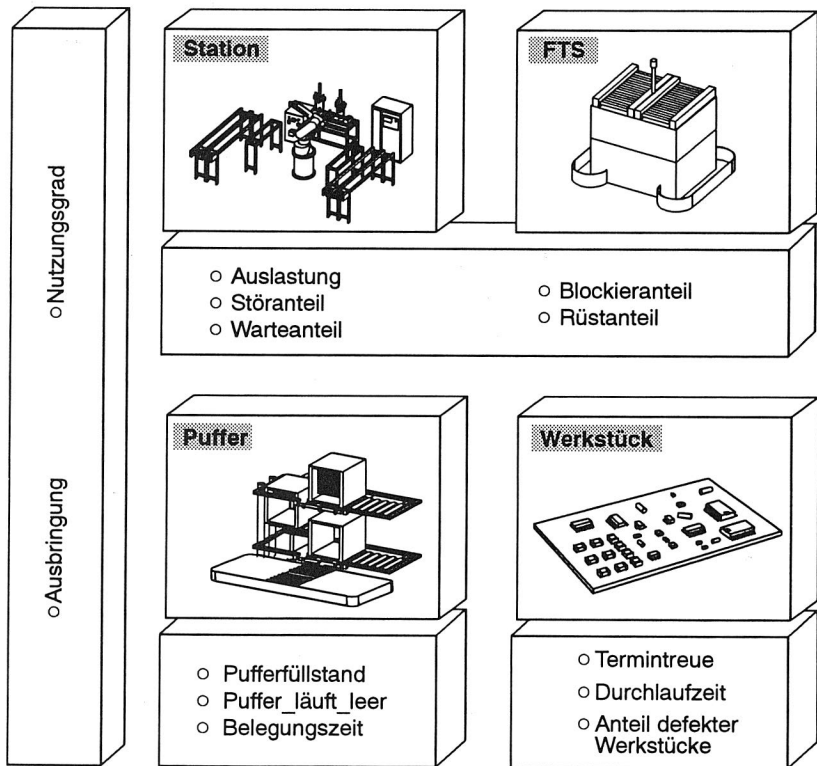 ○ Nutzungsgrad
○ Ausbringung
Station
FTS
○ Auslastung
○ Störanteil
○ Warteanteil
○ Blockieranteil
○ Rüstanteil
Puffer
Werkstück
○ Pufferfüllstand
○ Puffer_läuft_leer
○ Belegungszeit
○ Termintreue
○ Durchlaufzeit
○ Anteil defekter
Werkstücke